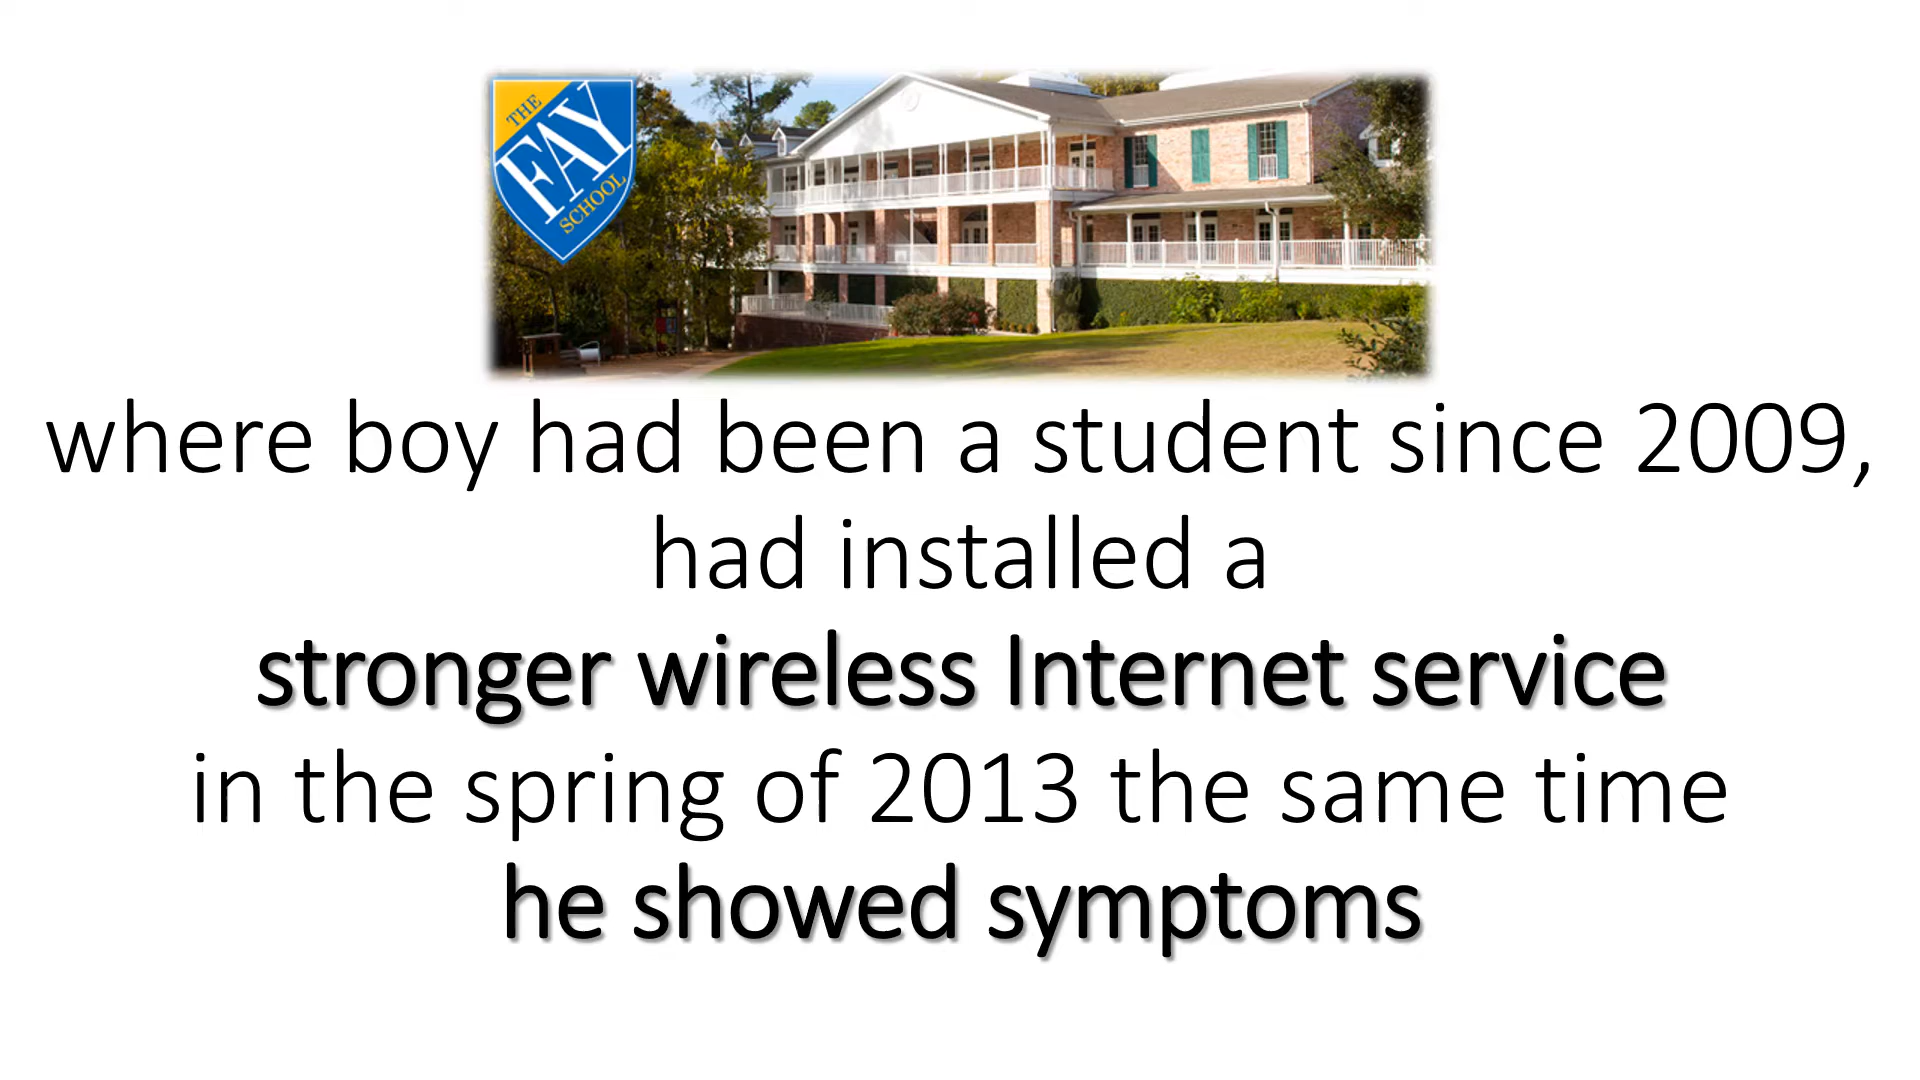 THE
FAY
SCHOOL
where boy had been a student since 2009,
had installed a
stronger wireless Internet service
in the spring of 2013 the same time
he showed symptoms